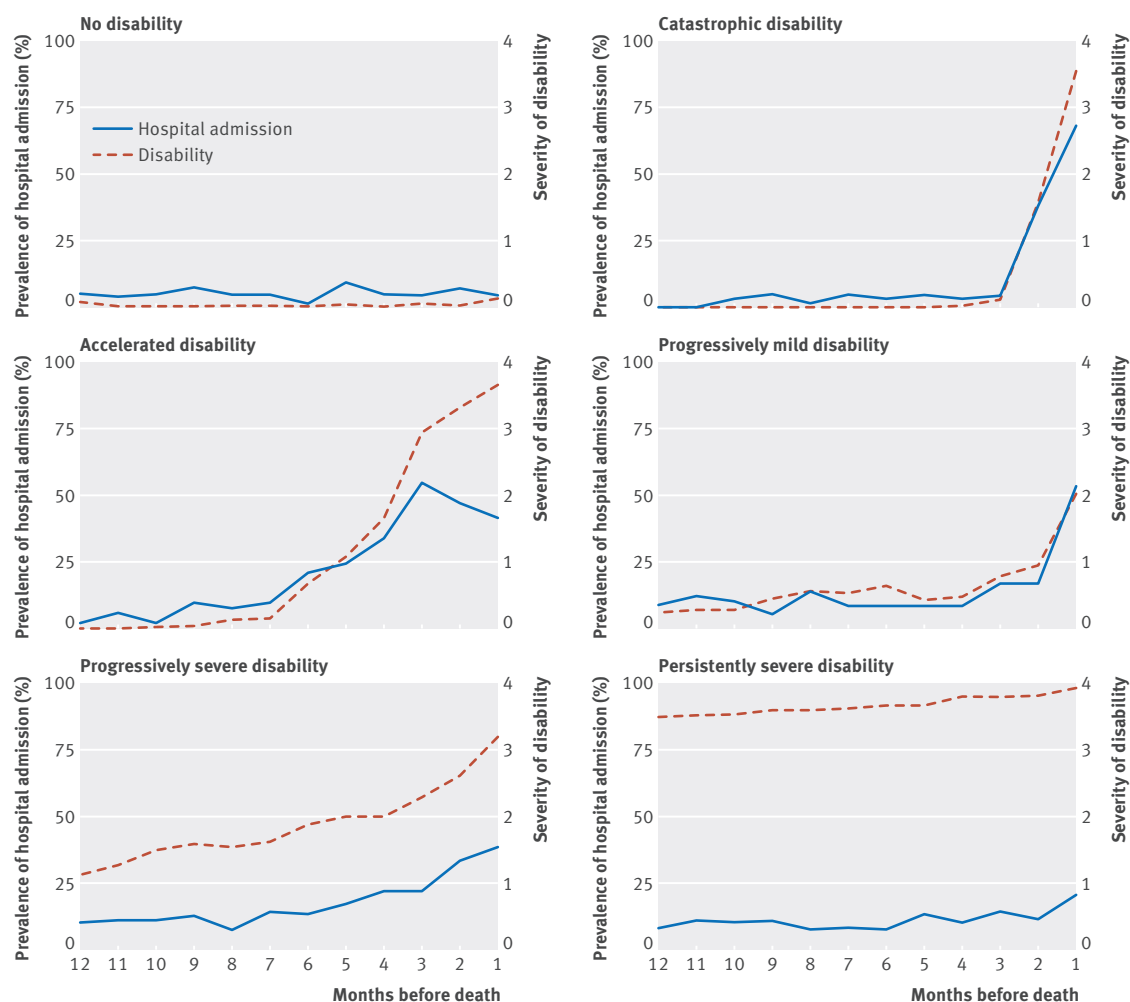 No disability
Prevalence of hospital admission (%)
100
75
50
25
0
Hospital admission
Disability
4
3
2
1
0
Severity of disability
Catastrophic disability
Prevalence of hospital admission (%)
100
75
50
25
0
4
3
2
1
0
Severity of disability
Accelerated disability
Prevalence of hospital admission (%)
100
75
50
25
0
4
3
2
1
0
Severity of disability
Progressively mild disability
Prevalence of hospital admission (%)
100
75
50
25
0
4
3
2
1
0
Severity of disability
Progressively severe disability
Prevalence of hospital admission (%)
100
75
50
25
0
4
3
2
1
0
Severity of disability
12 11 10 9 8 7 6 5 4 3 2 1
Months before death
Persistently severe disability
Prevalence of hospital admission (%)
100
75
50
25
0
4
3
2
1
0
Severity of disability
12 11 10 9 8 7 6 5 4 3 2 1
Months before death